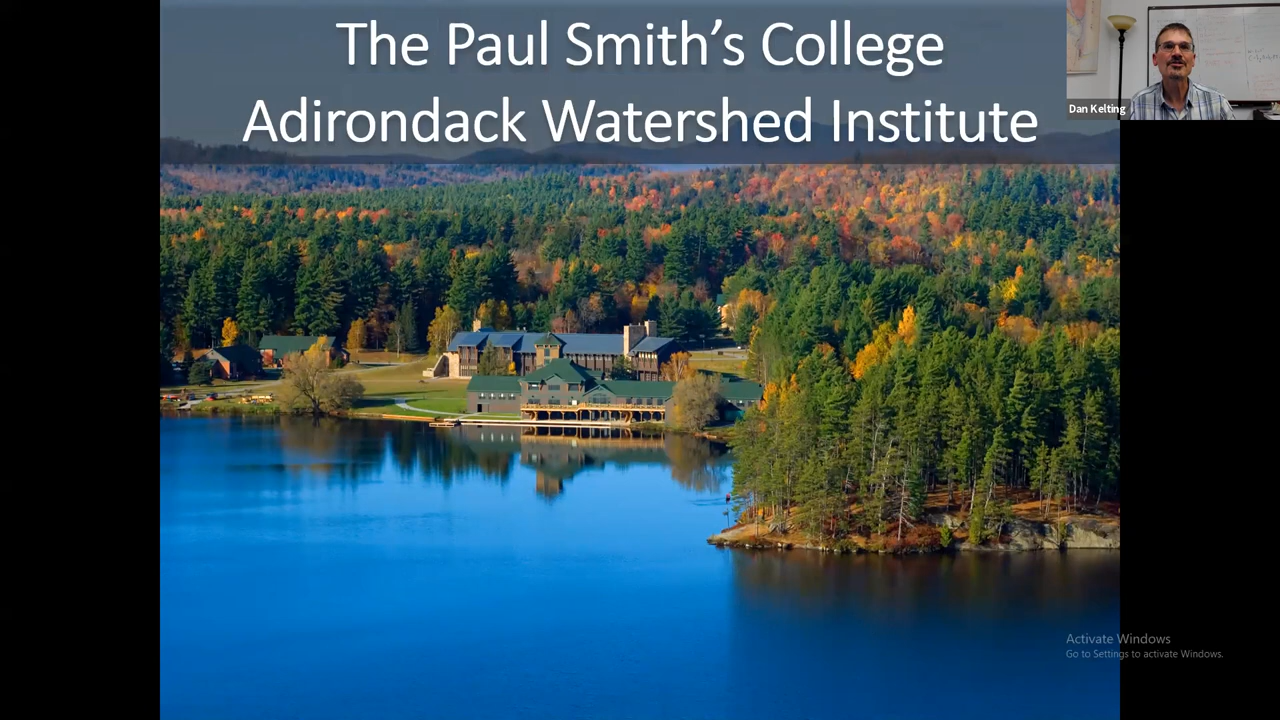 The Paul Smith’s College
Adirondack Watershed Institute
Dan Kelting
Activate Windows
Go to Settings to activate Windows.